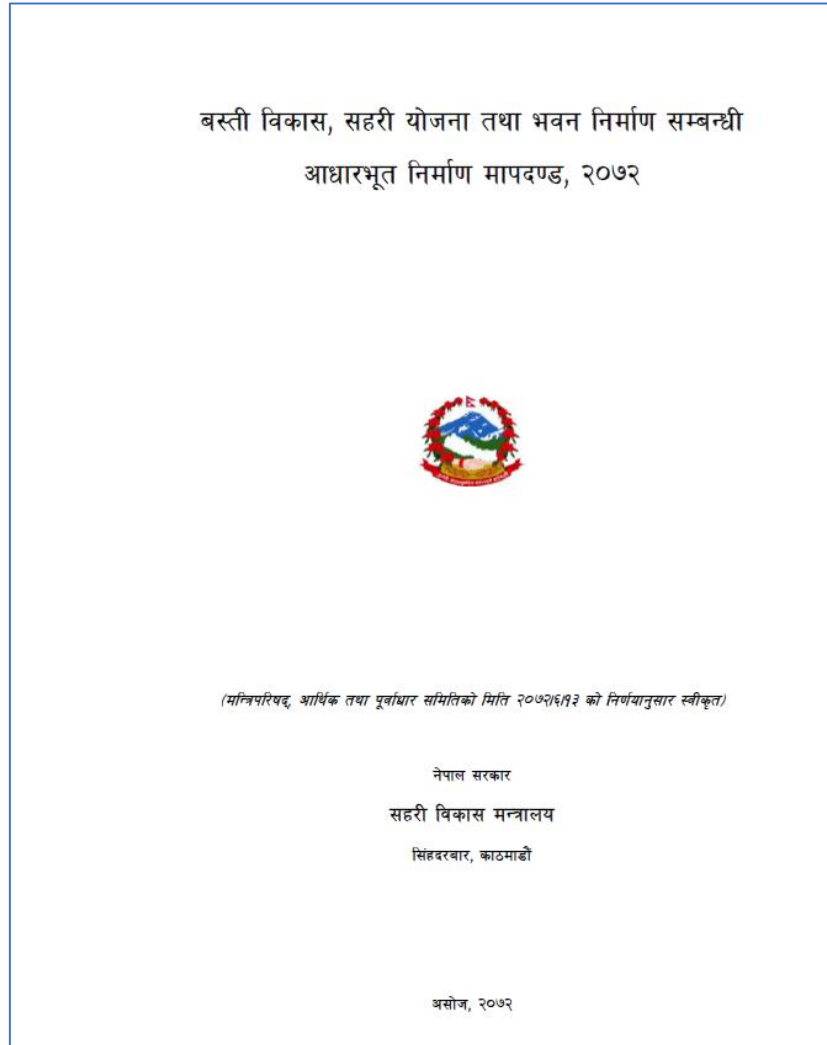 बस्ती विकास, सहरी योजना तथा भवन निर्माण सम्बन्धी
आधारभूत निर्माण मापदण्ड, २०७२
(मन्त्रिपरिषद्, आर्थिक तथा पूर्वाधार समितिको मिति २०७२।६।१३ को निर्णयानुसार स्वीकृत)
नेपाल सरकार
सहरी विकास मन्त्रालय
सिंहदरबार, काठमाडौं
असोज, २०७२